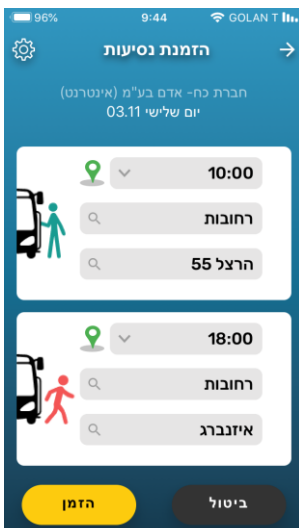 96% 9:44 GOLAN T
הזמנת נסיעות
חברת כח- אדם בע"מ (אינטרנט)
יום שלישי 03.11
10:00
רחובות
הרצל 55
18:00
רחובות
איזנברג
ביטול
הזמן